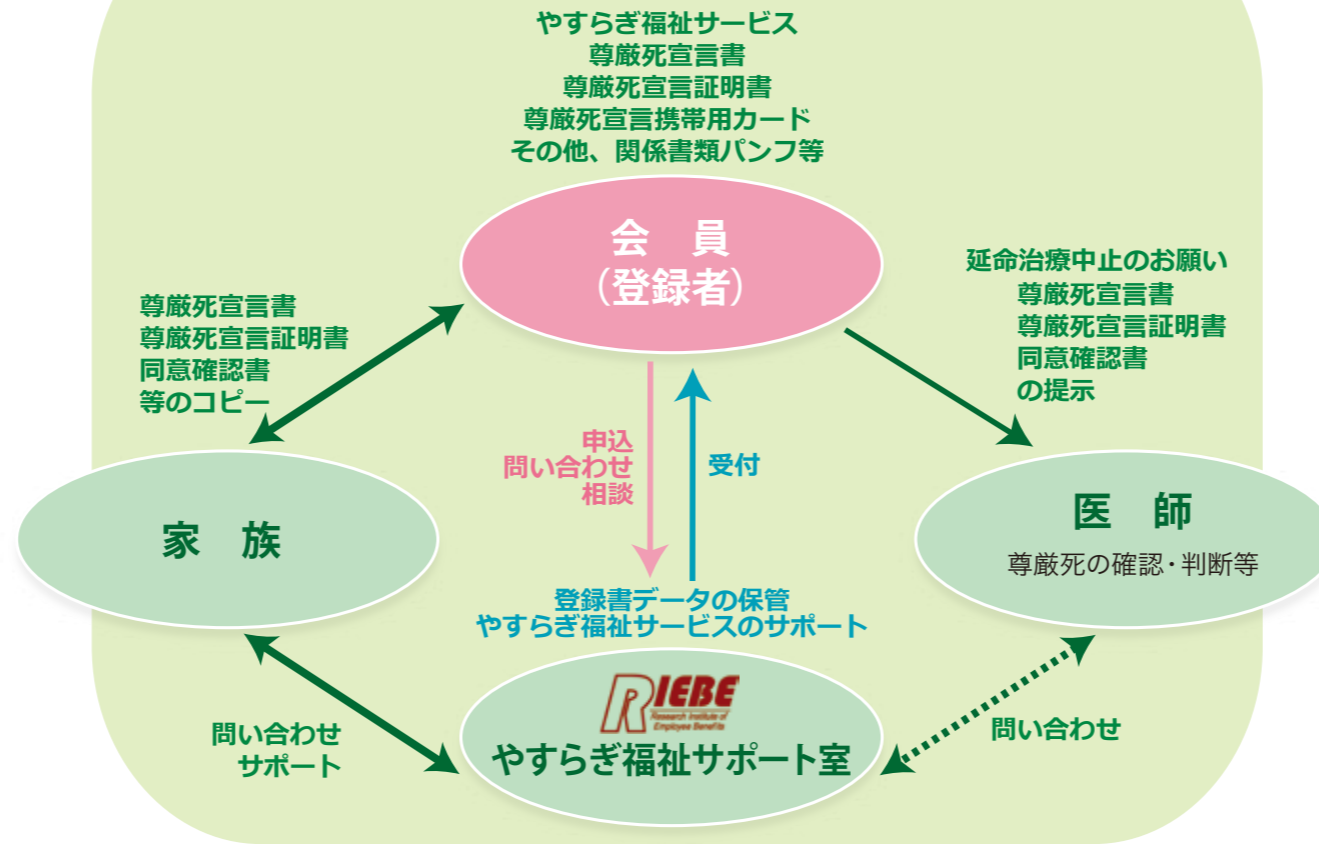 やすらぎ福祉サービス
尊厳死宣言書
尊厳死宣言証明書
尊厳死宣言携帯用カード
その他、関係書類パンフ等
会　員
（登録者）
延命治療中止のお願い
尊厳死宣言書
尊厳死宣言証明書
同意確認書
の提示
尊厳死宣言書
尊厳死宣言証明書
同意確認書
等のコピー
申込
問い合わせ
相談
受付
家　族
医　師
尊厳死の確認・判断等
登録書データの保管
やすらぎ福祉サービスのサポート
RIEBE
Research Institute of
Employee Benefits
やすらぎ福祉サポート室
問い合わせ
サポート
問い合わせ